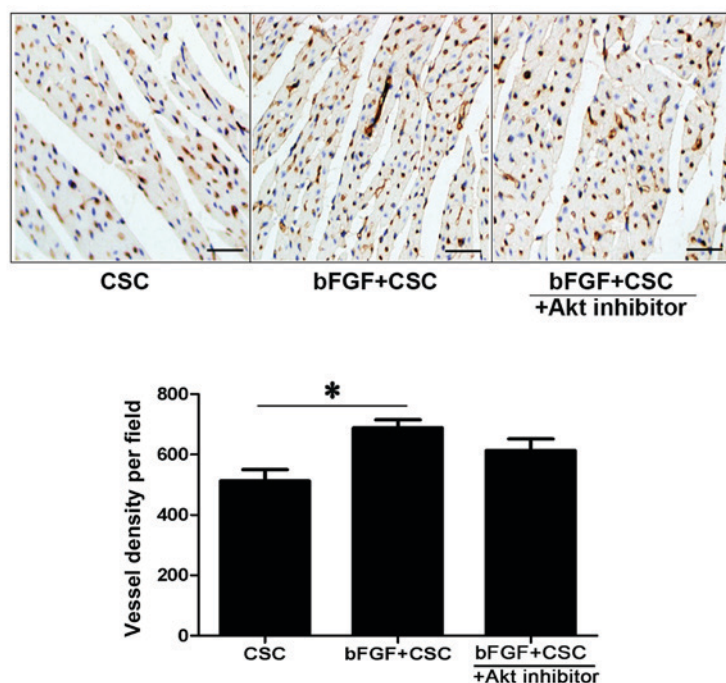 CSC
bFGF+CSC
bFGF+CSC
+Akt inhibitor
*
800
600
400
200
0
Vessel density per field
CSC
bFGF+CSC
bFGF+CSC
+Akt inhibitor